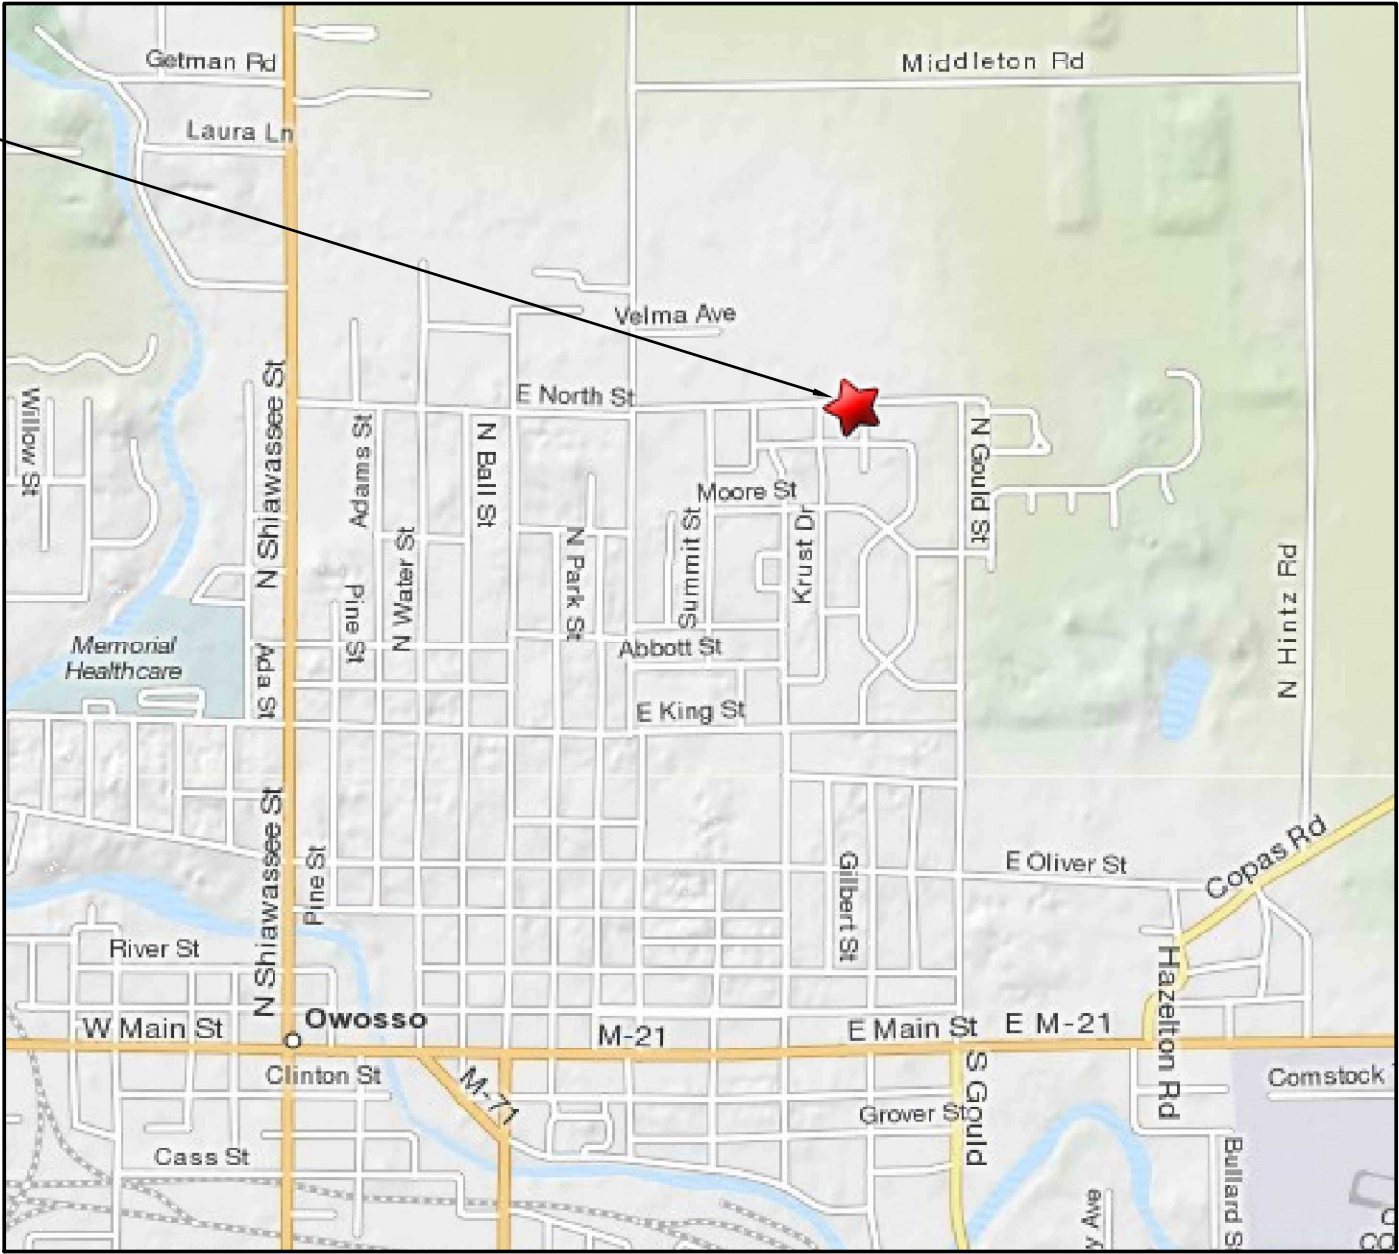 Getman Rd
Middleton Rd
Laura Ln
Velma Ave
E North St
Willow St
N Shiawassee St
Adams St
N Ball St
N Gould St
Moore St
N Water St
N Park St
Summit St
Krust Dr
N Hintz Rd
Pine St
Memorial
Healthcare
Ada St
Abbott St
E King St
N Shiawassee St
Pine St
Gilbert St
E Oliver St
Copas Rd
River St
Hazelton Rd
W Main St
Owosso
M-21
E Main St
E M-21
Clinton St
M-71
S Gould
Comstock
Grover St
Cass St
Bullard S
y Ave